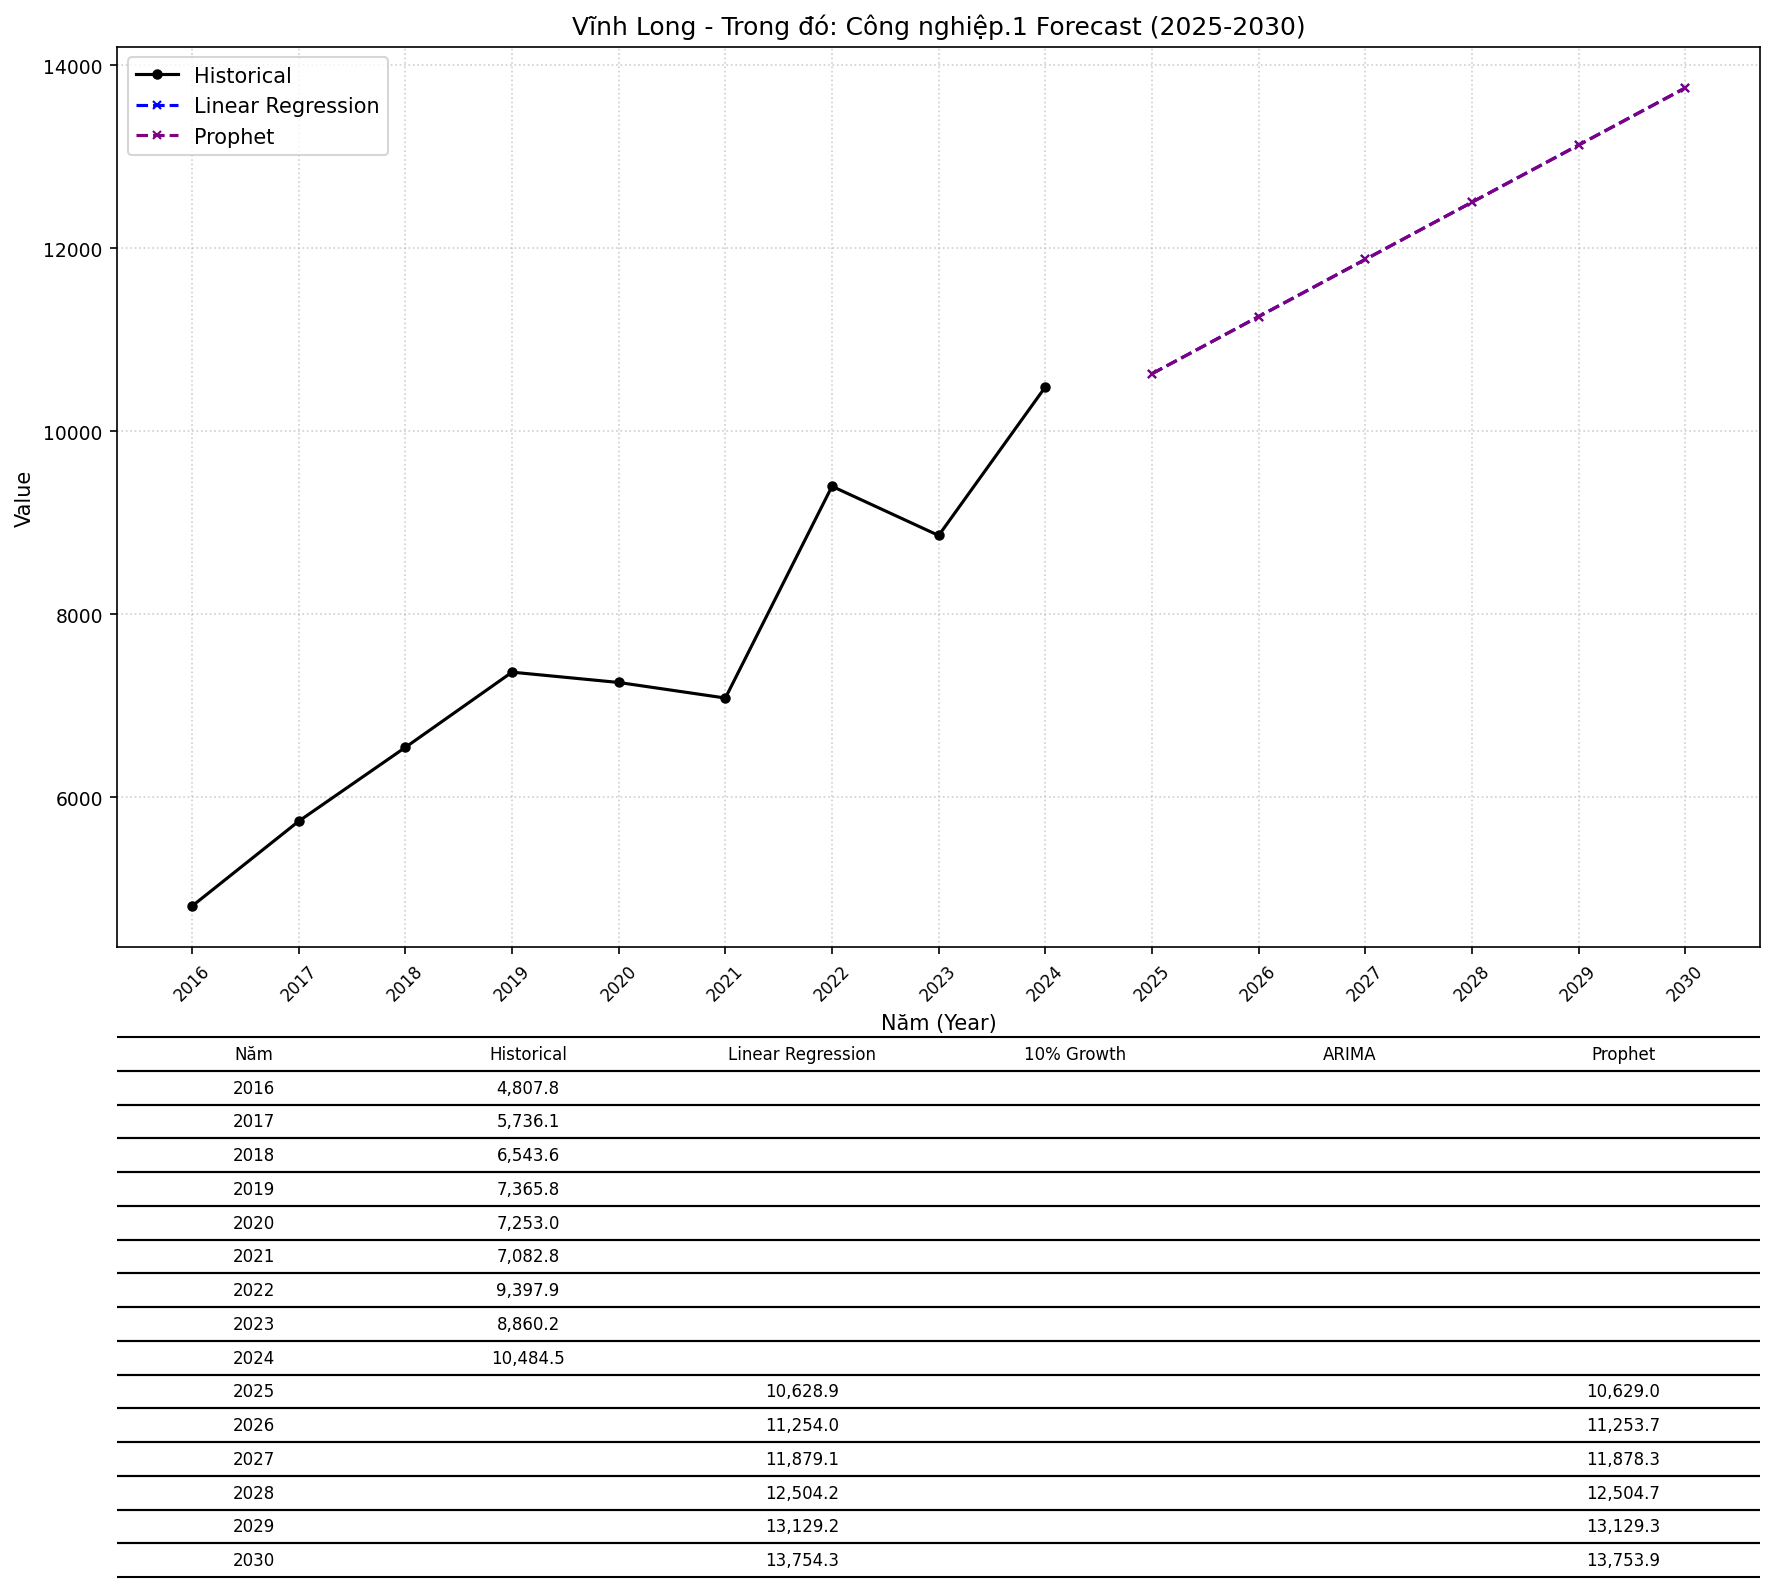 Vĩnh Long - Trong đó: Công nghiệp.1 Forecast (2025-2030)
Historical
Linear Regression
Prophet
14000
12000
10000
8000
6000
Value
2016 2017 2018 2019 2020 2021 2022 2023 2024 2025 2026 2027 2028 2029 2030
Năm (Year)
Năm Historical Linear Regression 10% Growth ARIMA Prophet
2016 4,807.8
2017 5,736.1
2018 6,543.6
2019 7,365.8
2020 7,253.0
2021 7,082.8
2022 9,397.9
2023 8,860.2
2024 10,484.5
2025 10,628.9 10,629.0
2026 11,254.0 11,253.7
2027 11,879.1 11,878.3
2028 12,504.2 12,504.7
2029 13,129.2 13,129.3
2030 13,754.3 13,753.9